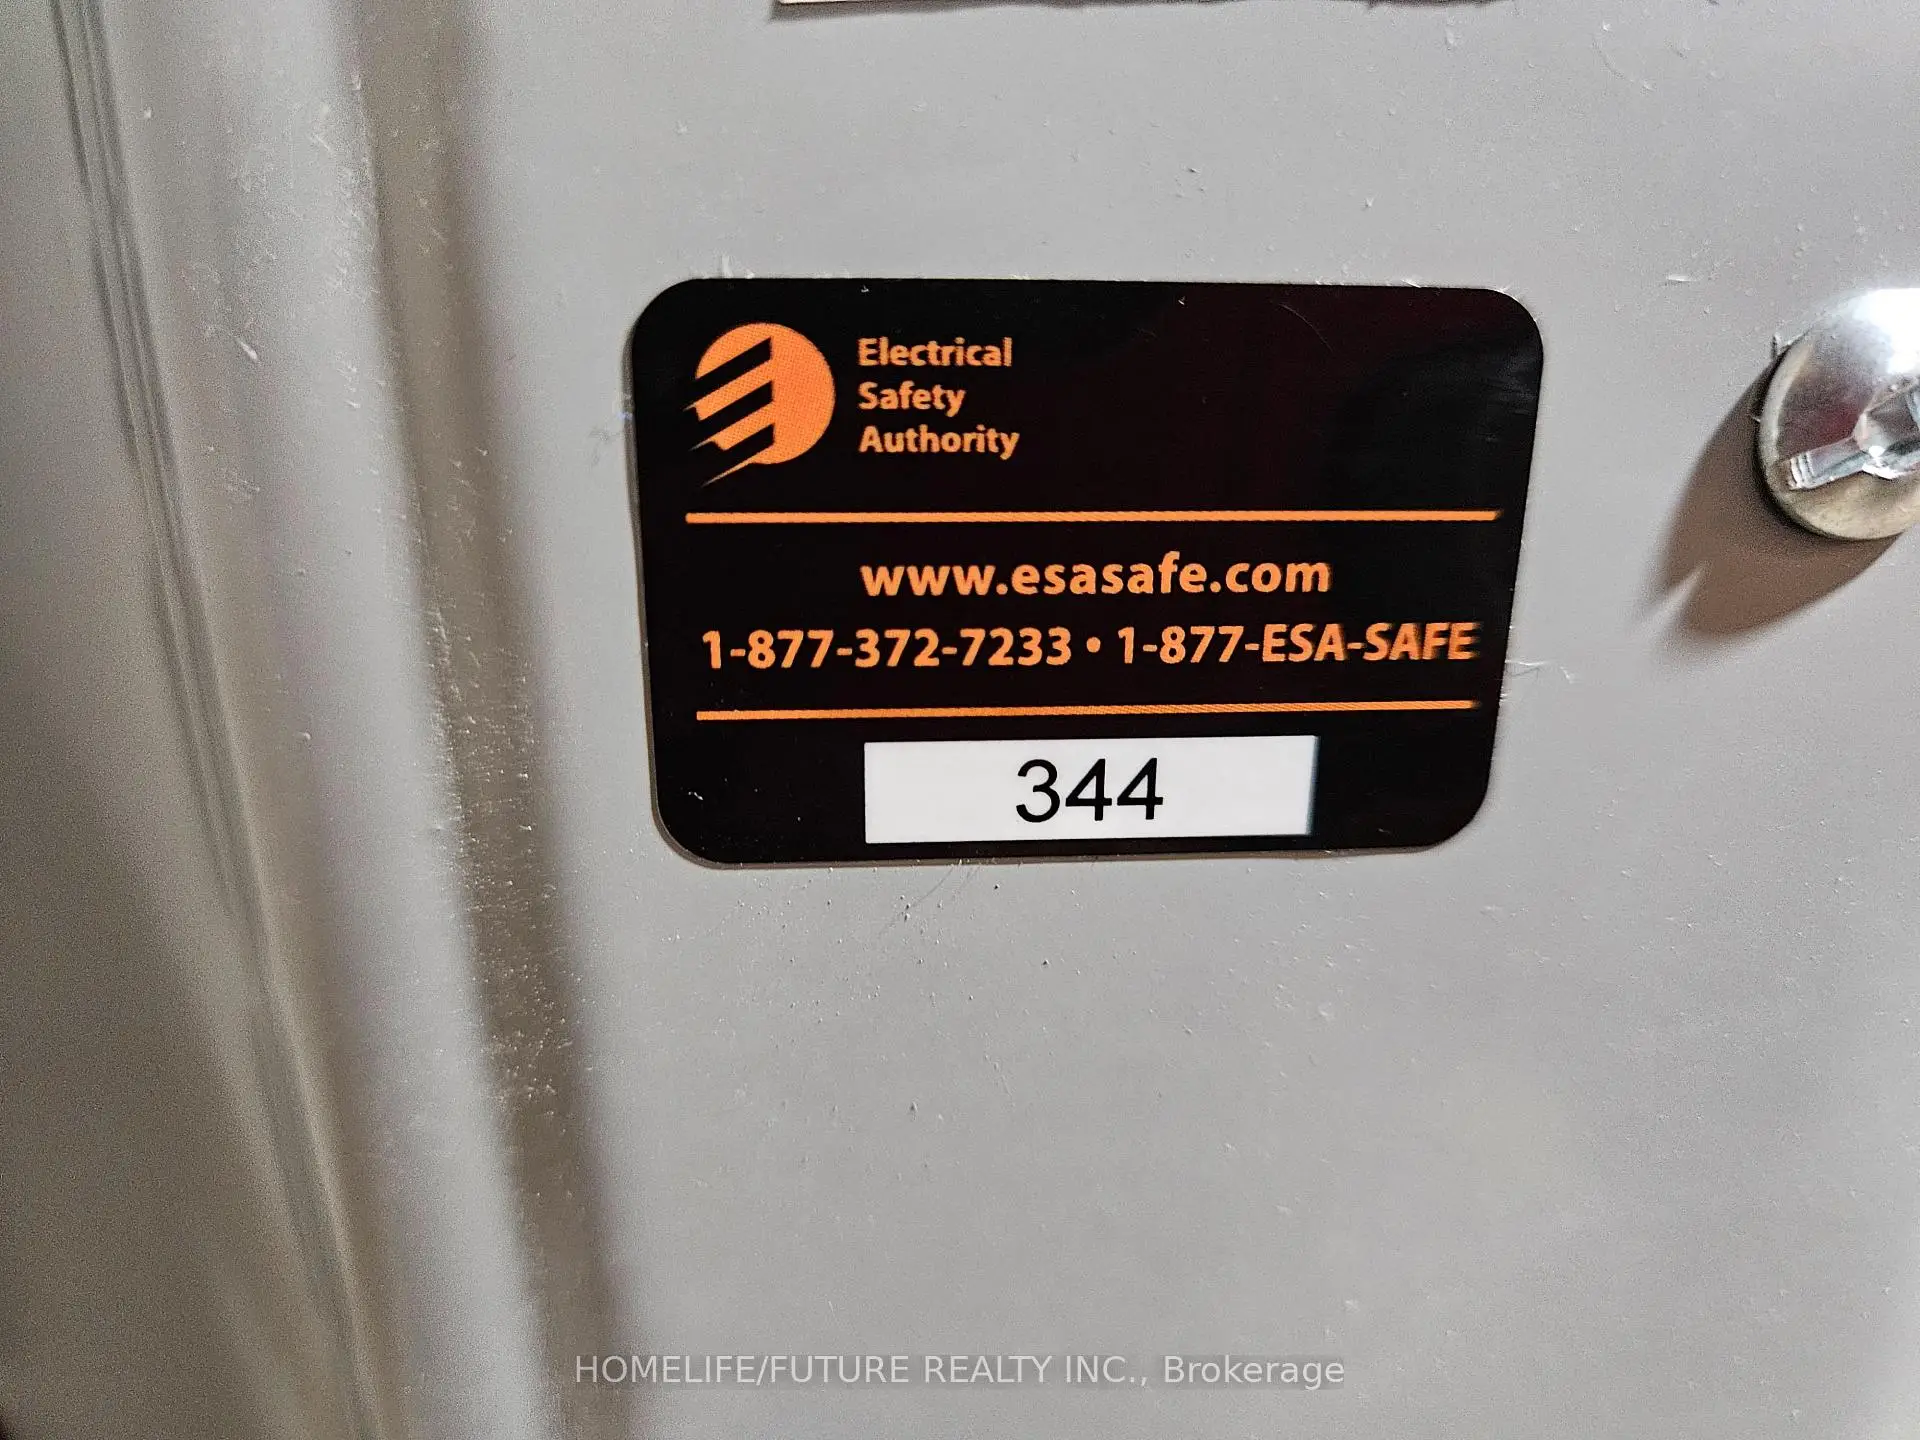 Electrical
Safety
Authority
www.esasafe.com
1-877-372-7233 • 1-877-ESA-SAFE
344
HOMELIFE/FUTURE REALTY INC., Brokerage